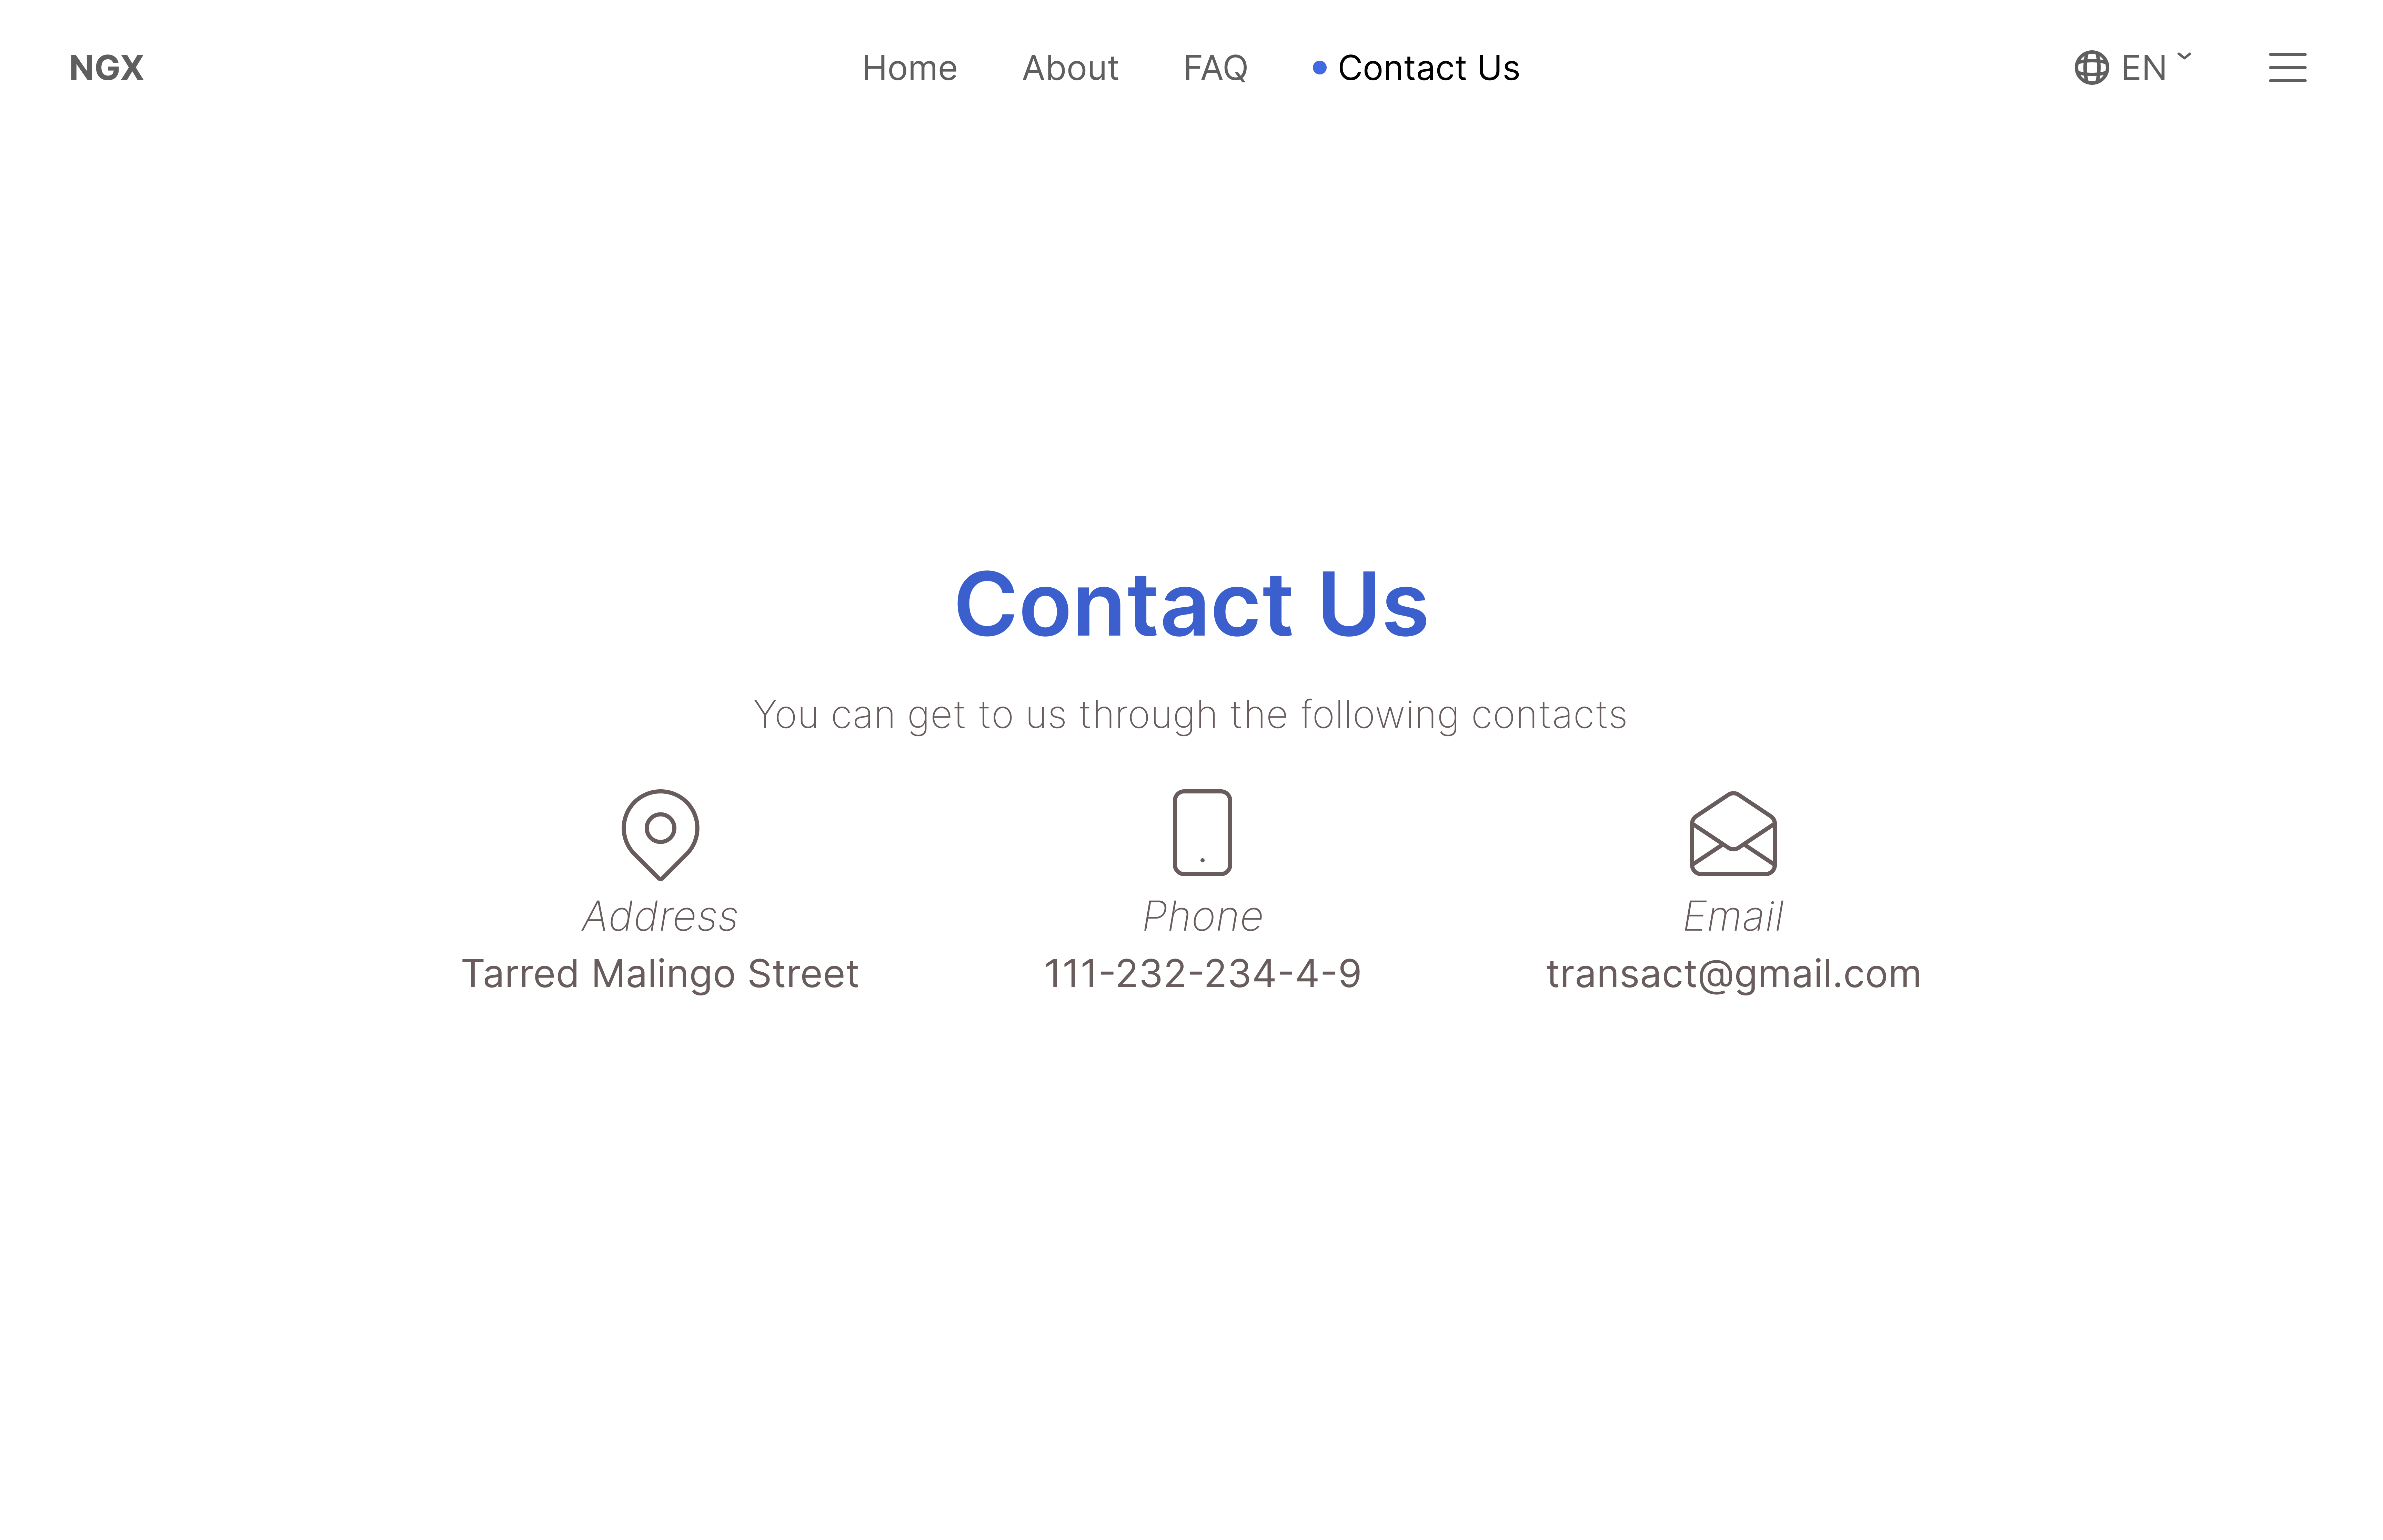 NGX
Home About FAQ Contact Us
EN
Contact Us
You can get to us through the following contacts
Address
Tarred Malingo Street
Phone
111-232-234-4-9
Email
transact@gmail.com